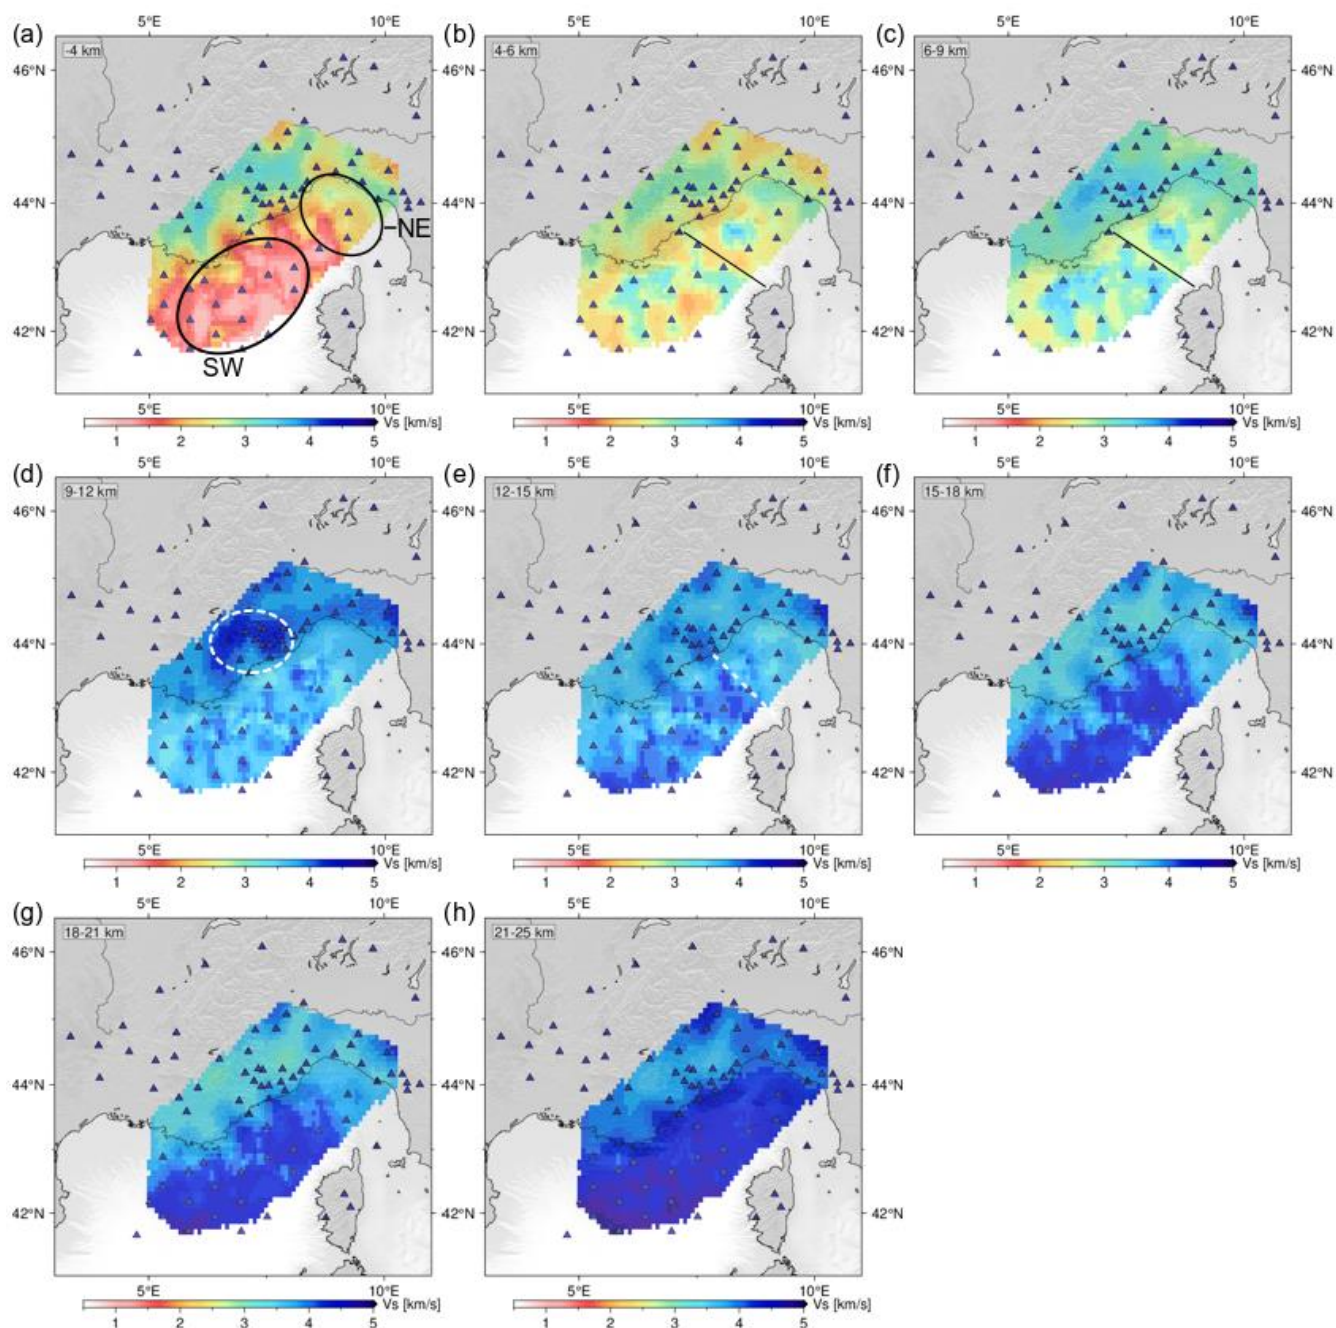 5°E 10°E 5°E 10°E 5°E 10°E
(a) -4 km (b) 4-6 km (c) 6-9 km
46°N 46°N 46°N
44°N 44°N 44°N
NE
42°N 42°N 42°N
SW
5°E 10°E 5°E 10°E 5°E 10°E
Vs [km/s] Vs [km/s] Vs [km/s]
1 2 3 4 5 1 2 3 4 5 1 2 3 4 5
5°E 10°E 5°E 10°E 5°E 10°E
(d) 9-12 km (e) 12-15 km (f) 15-18 km
46°N 46°N 46°N
44°N 44°N 44°N
42°N 42°N 42°N
5°E 10°E 5°E 10°E 5°E 10°E
Vs [km/s] Vs [km/s] Vs [km/s]
1 2 3 4 5 1 2 3 4 5 1 2 3 4 5
5°E 10°E 5°E 10°E
(g) 18-21 km (h) 21-25 km
46°N 46°N
44°N 44°N
42°N 42°N
5°E 10°E 5°E 10°E
Vs [km/s] Vs [km/s]
1 2 3 4 5 1 2 3 4 5